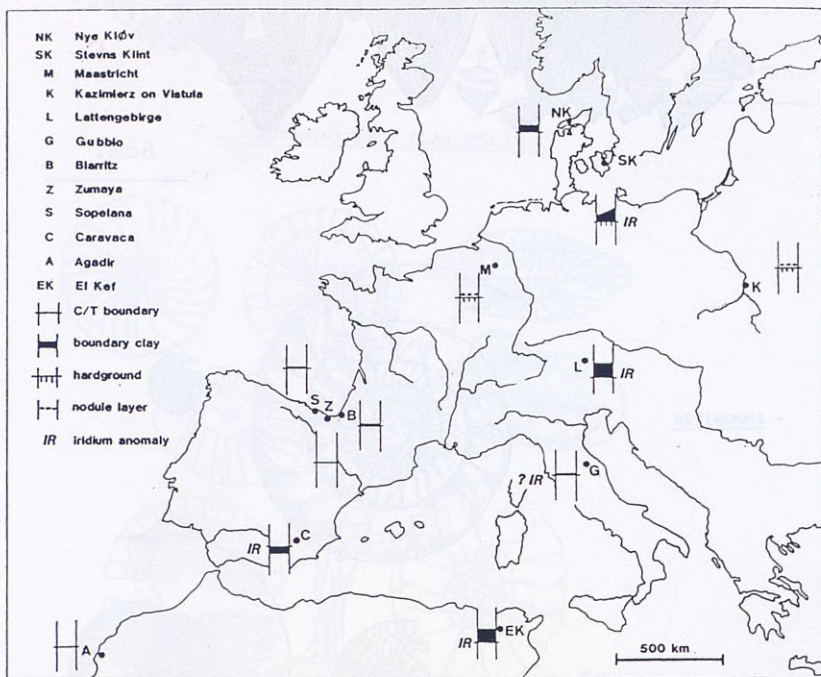 NK Nye KlØv
SK Stevns Klint
M Maastricht
K Kazimierz on Vistula
L Lattengebirge
G Gubbio
B Biarritz
Z Zumaya
S Sopelana
C Caravaca
A Agadir
EK El Kef
C/T boundary
boundary clay
hardground
nodule layer
IR iridium anomaly
NK
SK
IR
M
K
L
IR
S
Z
B
G
? IR
IR
C
A
IR
EK
500 km